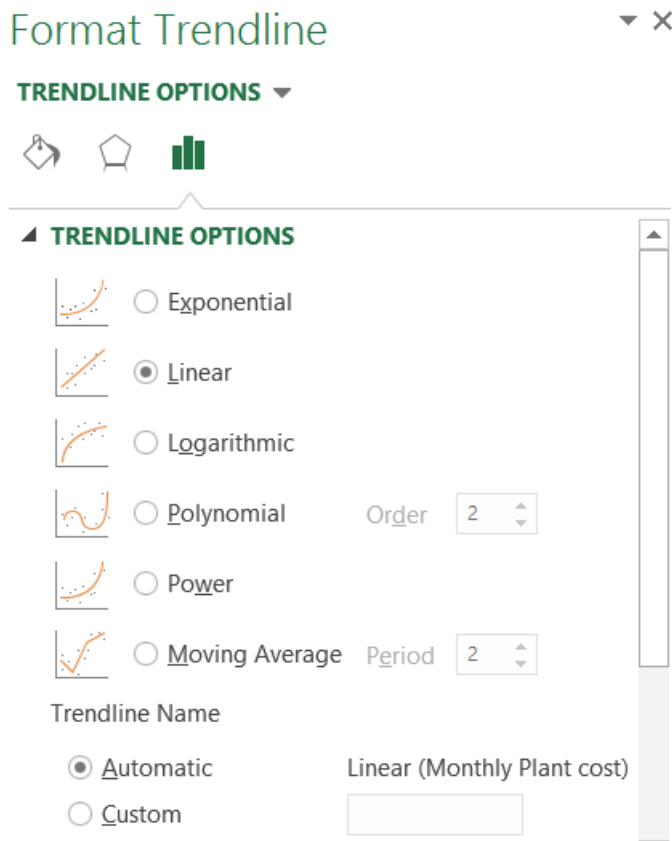 Format Trendline
TRENDLINE OPTIONS
TRENDLINE OPTIONS
Exponential
Linear
Logarithmic
Polynomial Order 2
Power
Moving Average Period 2
Trendline Name
Automatic Linear (Monthly Plant cost)
Custom